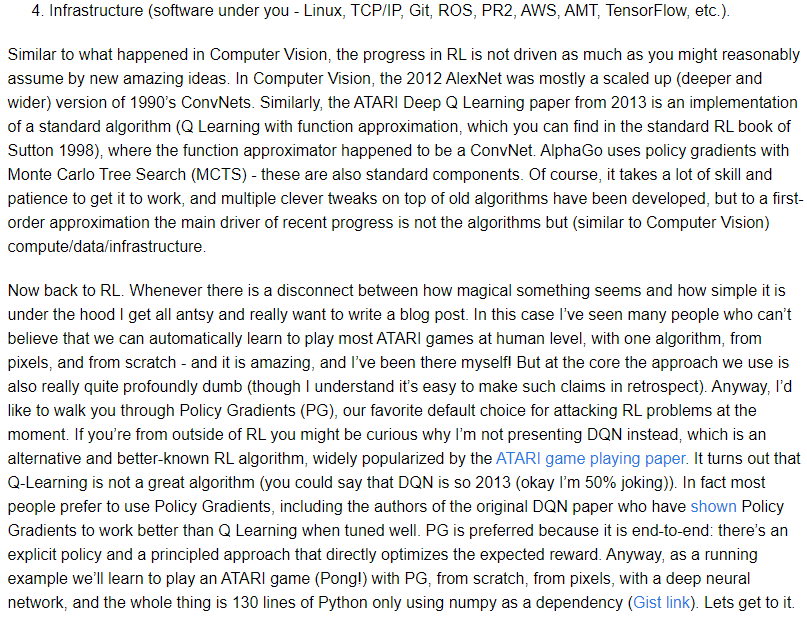 4. Infrastructure (software under you - Linux, TCP/IP, Git, ROS, PR2, AWS, AMT, TensorFlow, etc.).
Similar to what happened in Computer Vision, the progress in RL is not driven as much as you might reasonably
assume by new amazing ideas. In Computer Vision, the 2012 AlexNet was mostly a scaled up (deeper and
wider) version of 1990's ConvNets. Similarly, the ATARI Deep Q Learning paper from 2013 is an implementation
of a standard algorithm (Q Learning with function approximation, which you can find in the standard RL book of
Sutton 1998), where the function approximator happened to be a ConvNet. AlphaGo uses policy gradients with
Monte Carlo Tree Search (MCTS) - these are also standard components. Of course, it takes a lot of skill and
patience to get it to work, and multiple clever tweaks on top of old algorithms have been developed, but to a first-
order approximation the main driver of recent progress is not the algorithms but (similar to Computer Vision)
compute/data/infrastructure.
Now back to RL. Whenever there is a disconnect between how magical something seems and how simple it is
under the hood I get all antsy and really want to write a blog post. In this case I've seen many people who can't
believe that we can automatically learn to play most ATARI games at human level, with one algorithm, from
pixels, and from scratch - and it is amazing, and I've been there myself! But at the core the approach we use is
also really quite profoundly dumb (though I understand it's easy to make such claims in retrospect). Anyway, I'd
like to walk you through Policy Gradients (PG), our favorite default choice for attacking RL problems at the
moment. If you're from outside of RL you might be curious why I'm not presenting DQN instead, which is an
alternative and better-known RL algorithm, widely popularized by the ATARI game playing paper. It turns out that
Q-Learning is not a great algorithm (you could say that DQN is so 2013 (okay I'm 50% joking)). In fact most
people prefer to use Policy Gradients, including the authors of the original DQN paper who have shown Policy
Gradients to work better than Q Learning when tuned well. PG is preferred because it is end-to-end: there's an
explicit policy and a principled approach that directly optimizes the expected reward. Anyway, as a running
example we'll learn to play an ATARI game (Pong!) with PG, from scratch, from pixels, with a deep neural
network, and the whole thing is 130 lines of Python only using numpy as a dependency (Gist link). Lets get to it.